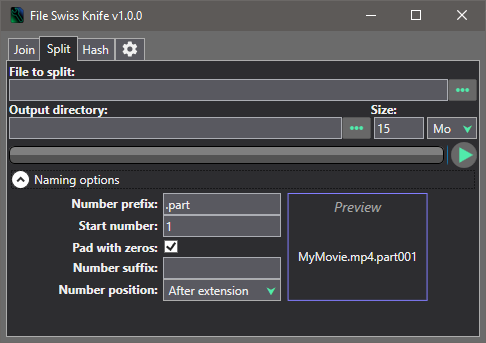 File Swiss Knife v1.0.0
Join Split Hash
File to split:
Output directory: Size:
15 Mo
Naming options
Number prefix: .part
Start number: 1
Pad with zeros:
Number suffix:
Number position: After extension
Preview
MyMovie.mp4.part001